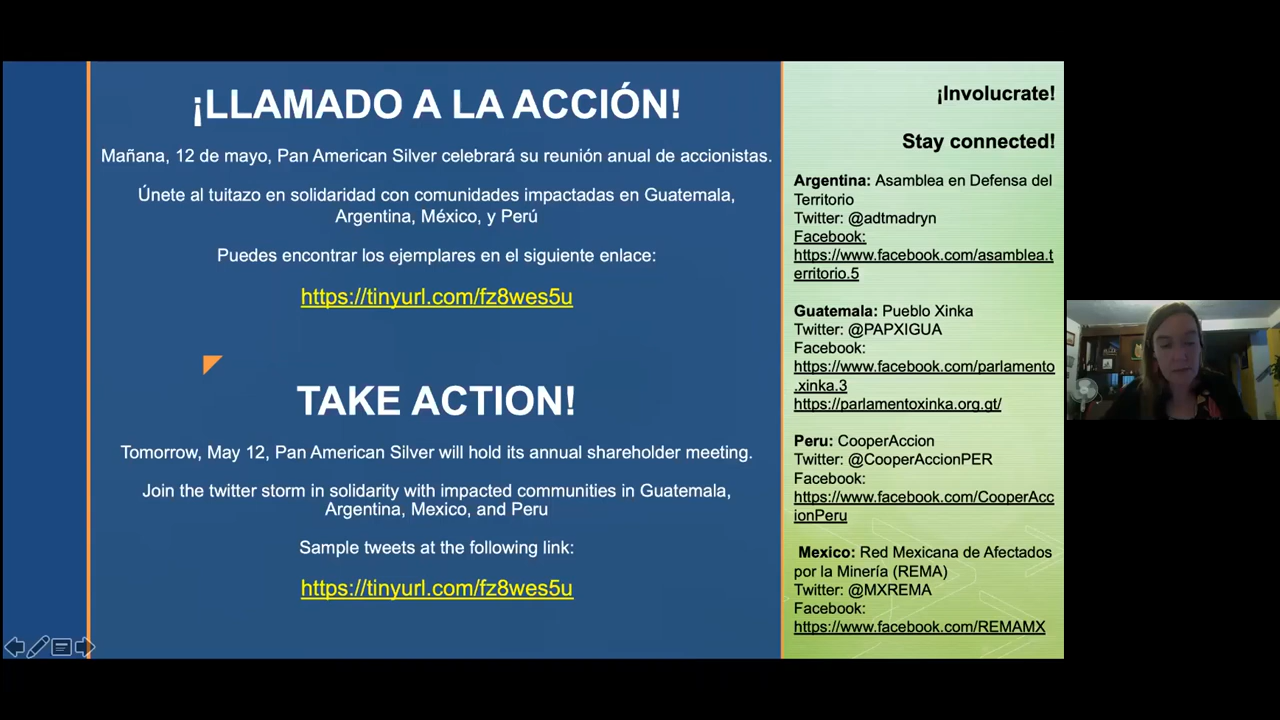 ¡LLAMADO A LA ACCIÓN!
Mañana, 12 de mayo, Pan American Silver celebrará su reunión anual de accionistas.
Únete al tuitazo en solidaridad con comunidades impactadas en Guatemala,
Argentina, México, y Perú
Puedes encontrar los ejemplares en el siguiente enlace:
https://tinyurl.com/fz8wes5u
TAKE ACTION!
Tomorrow, May 12, Pan American Silver will hold its annual shareholder meeting.
Join the twitter storm in solidarity with impacted communities in Guatemala,
Argentina, Mexico, and Peru
Sample tweets at the following link:
https://tinyurl.com/fz8wes5u
¡Involucrate!
Stay connected!
Argentina: Asamblea en Defensa del
Territorio
Twitter: @adtmadryn
Facebook:
https://www.facebook.com/asamblea.t
erritorio.5
Guatemala: Pueblo Xinka
Twitter: @PAPXIGUA
Facebook:
https://www.facebook.com/parlamento
.xinka.3
https://parlamentoxinka.org.gt/
Peru: CooperAccion
Twitter: @CooperAccionPER
Facebook:
https://www.facebook.com/CooperAcc
ionPeru
Mexico: Red Mexicana de Afectados
por la Minería (REMA)
Twitter: @MXREMA
Facebook:
https://www.facebook.com/REMAMX